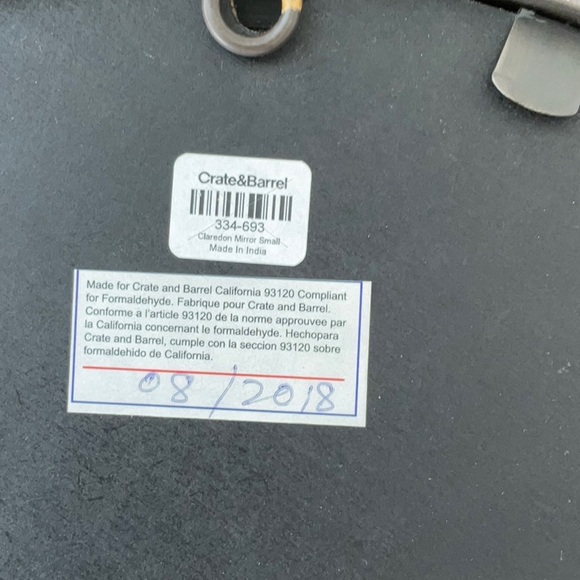 Crate&Barrel
334-693
Claredon Mirror Small
Made In India
Made for Crate and Barrel California 93120 Compliant
for Formaldehyde. Fabrique pour Crate and Barrel.
Conforme a l'article 93120 de la norme approuvee par
la California concernant le formaldehyde. Hechopara
Crate and Barrel, cumple con la seccion 93120 sobre
formaldehido de California.
08/2018